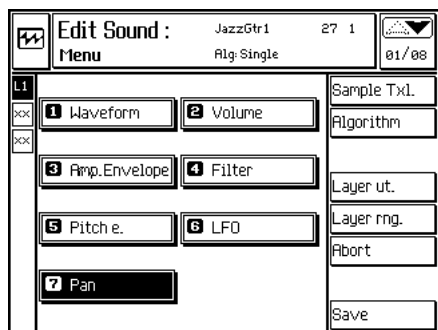 Edit Sound : JazzGtr1 27 1
Menu Alg: Single 01/08
L1 Sample Txl.
xx 1 Waveform 2 Volume Algorithm
xx
3 Amp.Envelope 4 Filter Layer ut.
5 Pitch e. 6 LFO Layer rng.
Abort
7 Pan
Save